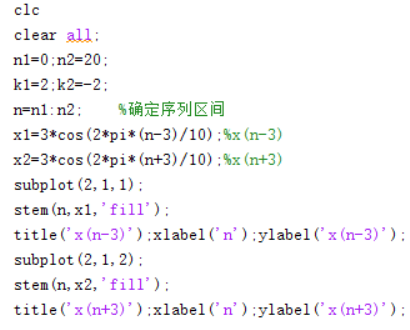 clc
clear all;
n1=0;n2=20;
k1=2;k2=-2;
n=n1:n2;    %确定序列区间
x1=3*cos(2*pi*(n-3)/10);%x(n-3)
x2=3*cos(2*pi*(n+3)/10);%x(n+3)
subplot(2,1,1);
stem(n,x1,'fill');
title('x(n-3)');xlabel('n');ylabel('x(n-3)');
subplot(2,1,2);
stem(n,x2,'fill');
title('x(n+3)');xlabel('n');ylabel('x(n+3)');